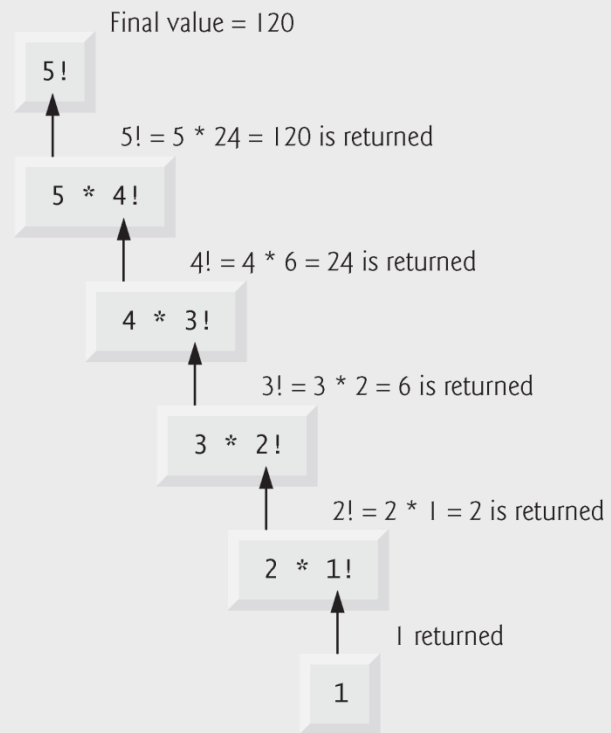 Final value = 120
5!
5! = 5 * 24 = 120 is returned
5 * 4!
4! = 4 * 6 = 24 is returned
4 * 3!
3! = 3 * 2 = 6 is returned
3 * 2!
2! = 2 * 1 = 2 is returned
2 * 1!
1 returned
1